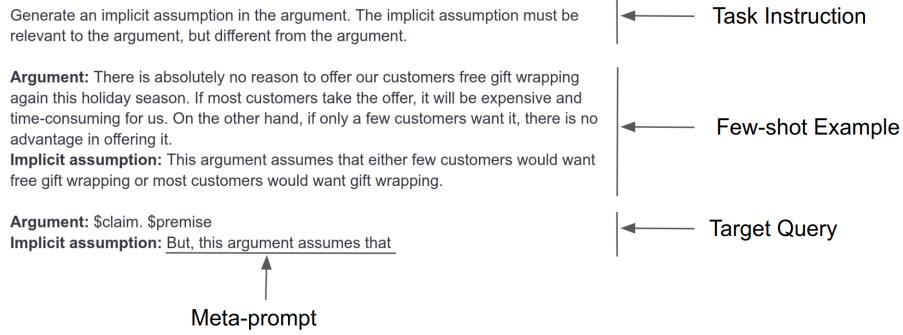 Generate an implicit assumption in the argument. The implicit assumption must be
relevant to the argument, but different from the argument.
Task Instruction
Argument: There is absolutely no reason to offer our customers free gift wrapping
again this holiday season. If most customers take the offer, it will be expensive and
time-consuming for us. On the other hand, if only a few customers want it, there is no
advantage in offering it.
Implicit assumption: This argument assumes that either few customers would want
free gift wrapping or most customers would want gift wrapping.
Few-shot Example
Argument: $claim. $premise
Implicit assumption: But, this argument assumes that
Target Query
Meta-prompt